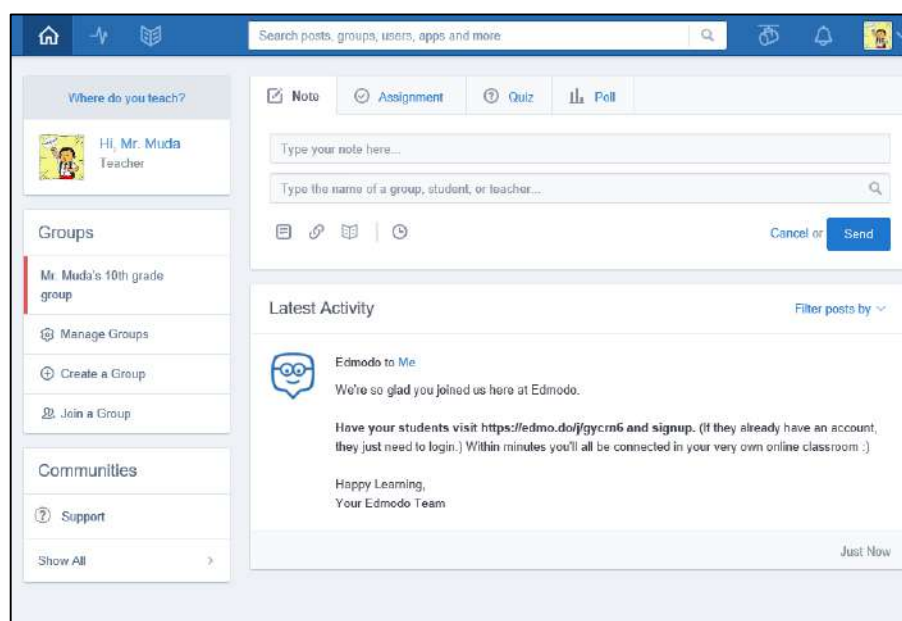 Search posts, groups, users, apps and more
Where do you teach?
Hi, Mr. Muda
Teacher
Groups
Mr. Muda's 10th grade
group
Manage Groups
Create a Group
Join a Group
Communities
Support
Show All
Note
Assignment
Quiz
Poll
Type your note here...
Type the name of a group, student, or teacher...
Cancel or
Send
Latest Activity
Filter posts by
Edmodo to Me
We're so glad you joined us here at Edmodo.
Have your students visit https://edmo.do/j/gycrn6 and signup. (If they already have an account,
they just need to login.) Within minutes you'll all be connected in your very own online classroom :)
Happy Learning,
Your Edmodo Team
Just Now